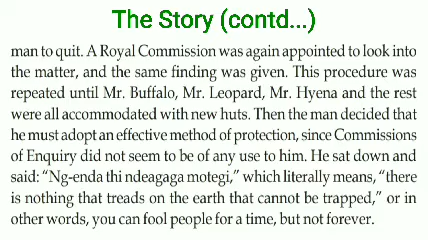 The Story (contd...)
man to quit. A Royal Commission was again appointed to look into
the matter, and the same finding was given. This procedure was
repeated until Mr. Buffalo, Mr. Leopard, Mr. Hyena and the rest
were all accommodated with new huts. Then the man decided that
he must adopt an effective method of protection, since Commissions
of Enquiry did not seem to be of any use to him. He sat down and
said: “Ng-enda thi ndeagaga motegi,” which literally means, “there
is nothing that treads on the earth that cannot be trapped,” or in
other words, you can fool people for a time, but not forever.